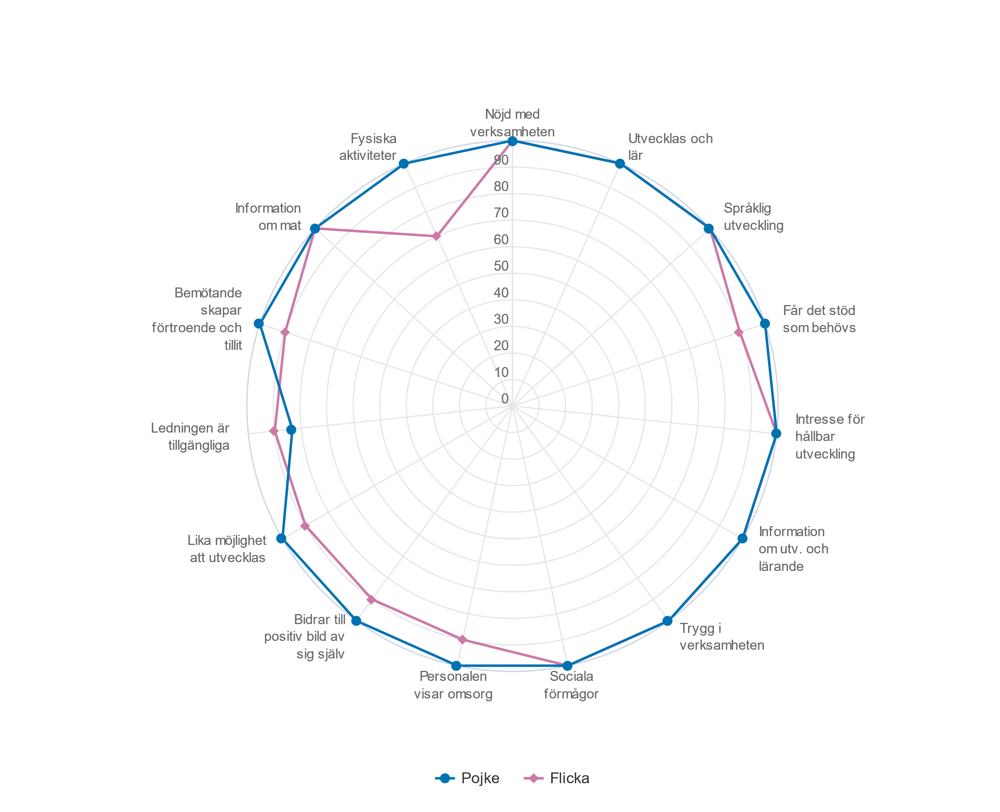 Nöjd med
verksamheten
Utvecklas och
lär
Språklig
utveckling
Får det stöd
som behövs
Intresse för
hållbar
utveckling
Information
om utv. och
lärande
Trygg i
verksamheten
Sociala
förmågor
Personalen
visar omsorg
Bidrar till
positiv bild av
sig själv
Lika möjlighet
att utvecklas
Ledningen är
tillgängliga
Bemötande
skapar
förtroende och
tillit
Information
om mat
Fysiska
aktiviteter
90
80
70
60
50
40
30
20
10
0
Pojke
Flicka